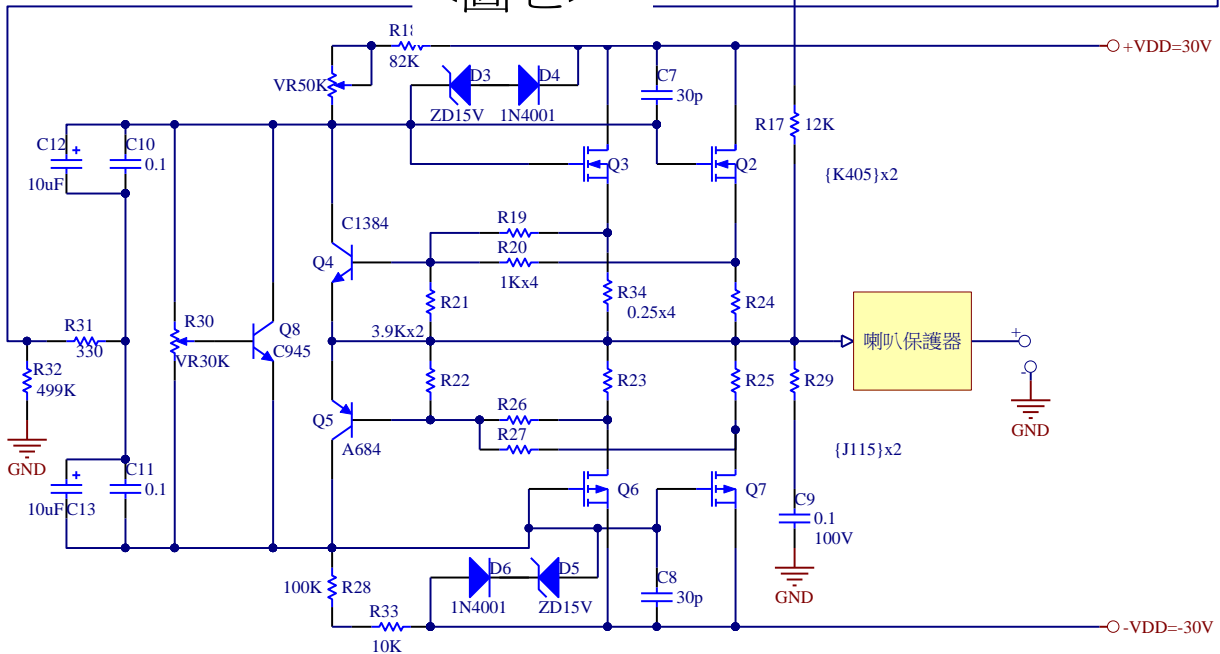 R18
82K
+VDD=30V
VR50K
D3
D4
ZD15V
1N4001
C7
30p
R17
12K
C12
10uF
C10
0.1
Q3
Q2
{K405}x2
C1384
Q4
R19
R20
1Kx4
R21
R34
0.25x4
R24
3.9Kx2
R31
330
R30
VR30K
Q8
C945
喇叭保護器
+
-
R32
499K
GND
R22
R23
R25
R29
GND
Q5
A684
R26
R27
{J115}x2
10uF
C13
C11
0.1
Q6
Q7
C9
0.1
100V
GND
100K
R28
D6
D5
1N4001
ZD15V
C8
30p
R33
10K
-VDD=-30V